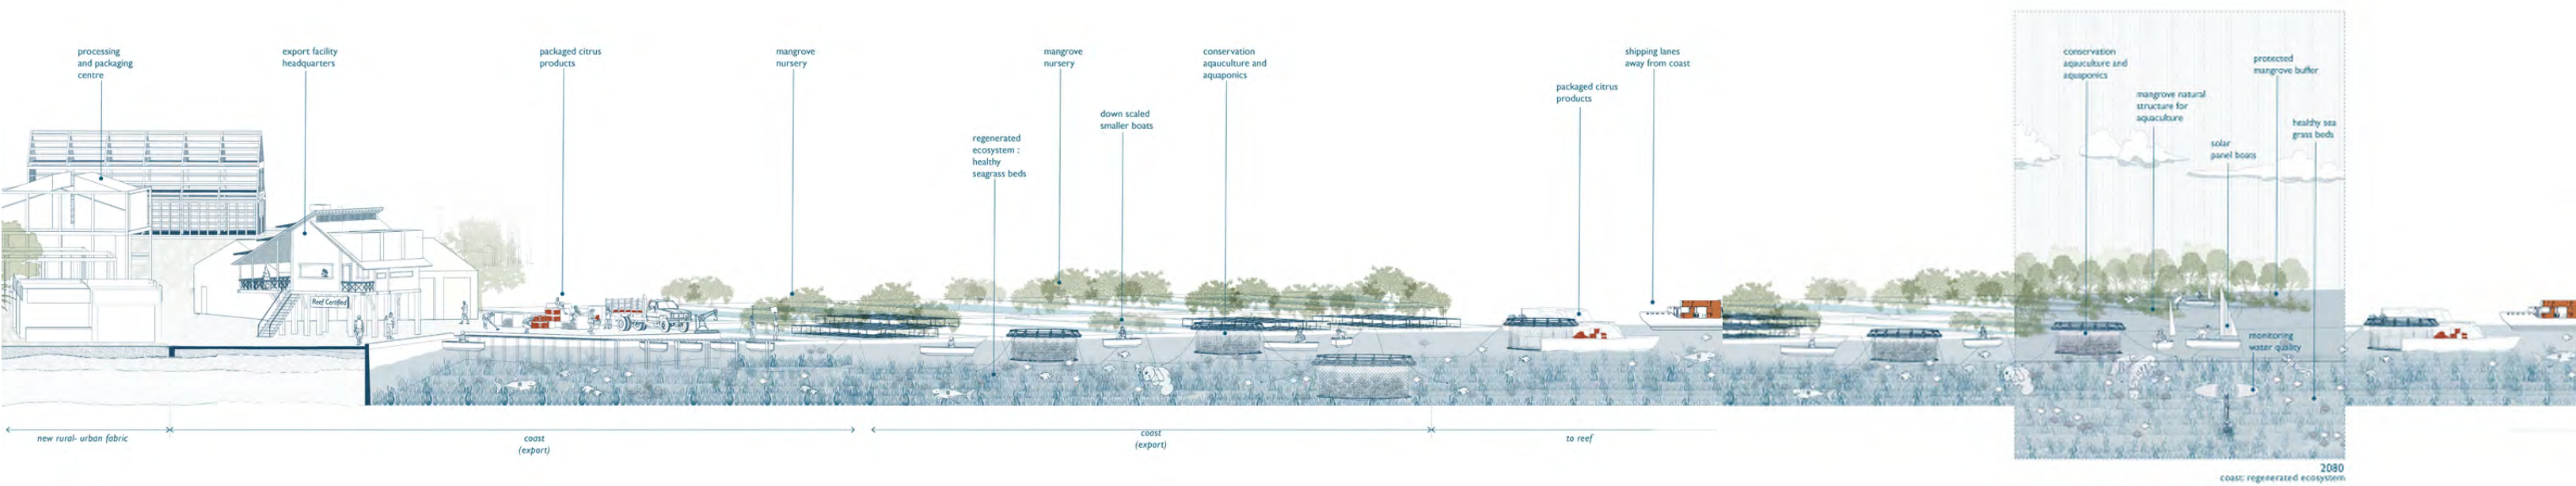 processing
and packaging
centre
export facility
headquarters
Reef Certified
packaged citrus
products
mangrove
nursery
regenerated
ecosystem :
healthy
seagrass beds
mangrove
nursery
down scaled
smaller boats
conservation
aqauculture and
aquaponics
packaged citrus
products
shipping lanes
away from coast
conservation
aqauculture and
aquaponics
mangrove natural
structure for
aquaculture
solar
panel boats
protected
mangrove buffer
healthy sea
grass beds
monitoring
water quality
new rural- urban fabric
coast
(export)
coast
(export)
to reef
2080
coast: regenerated ecosystem